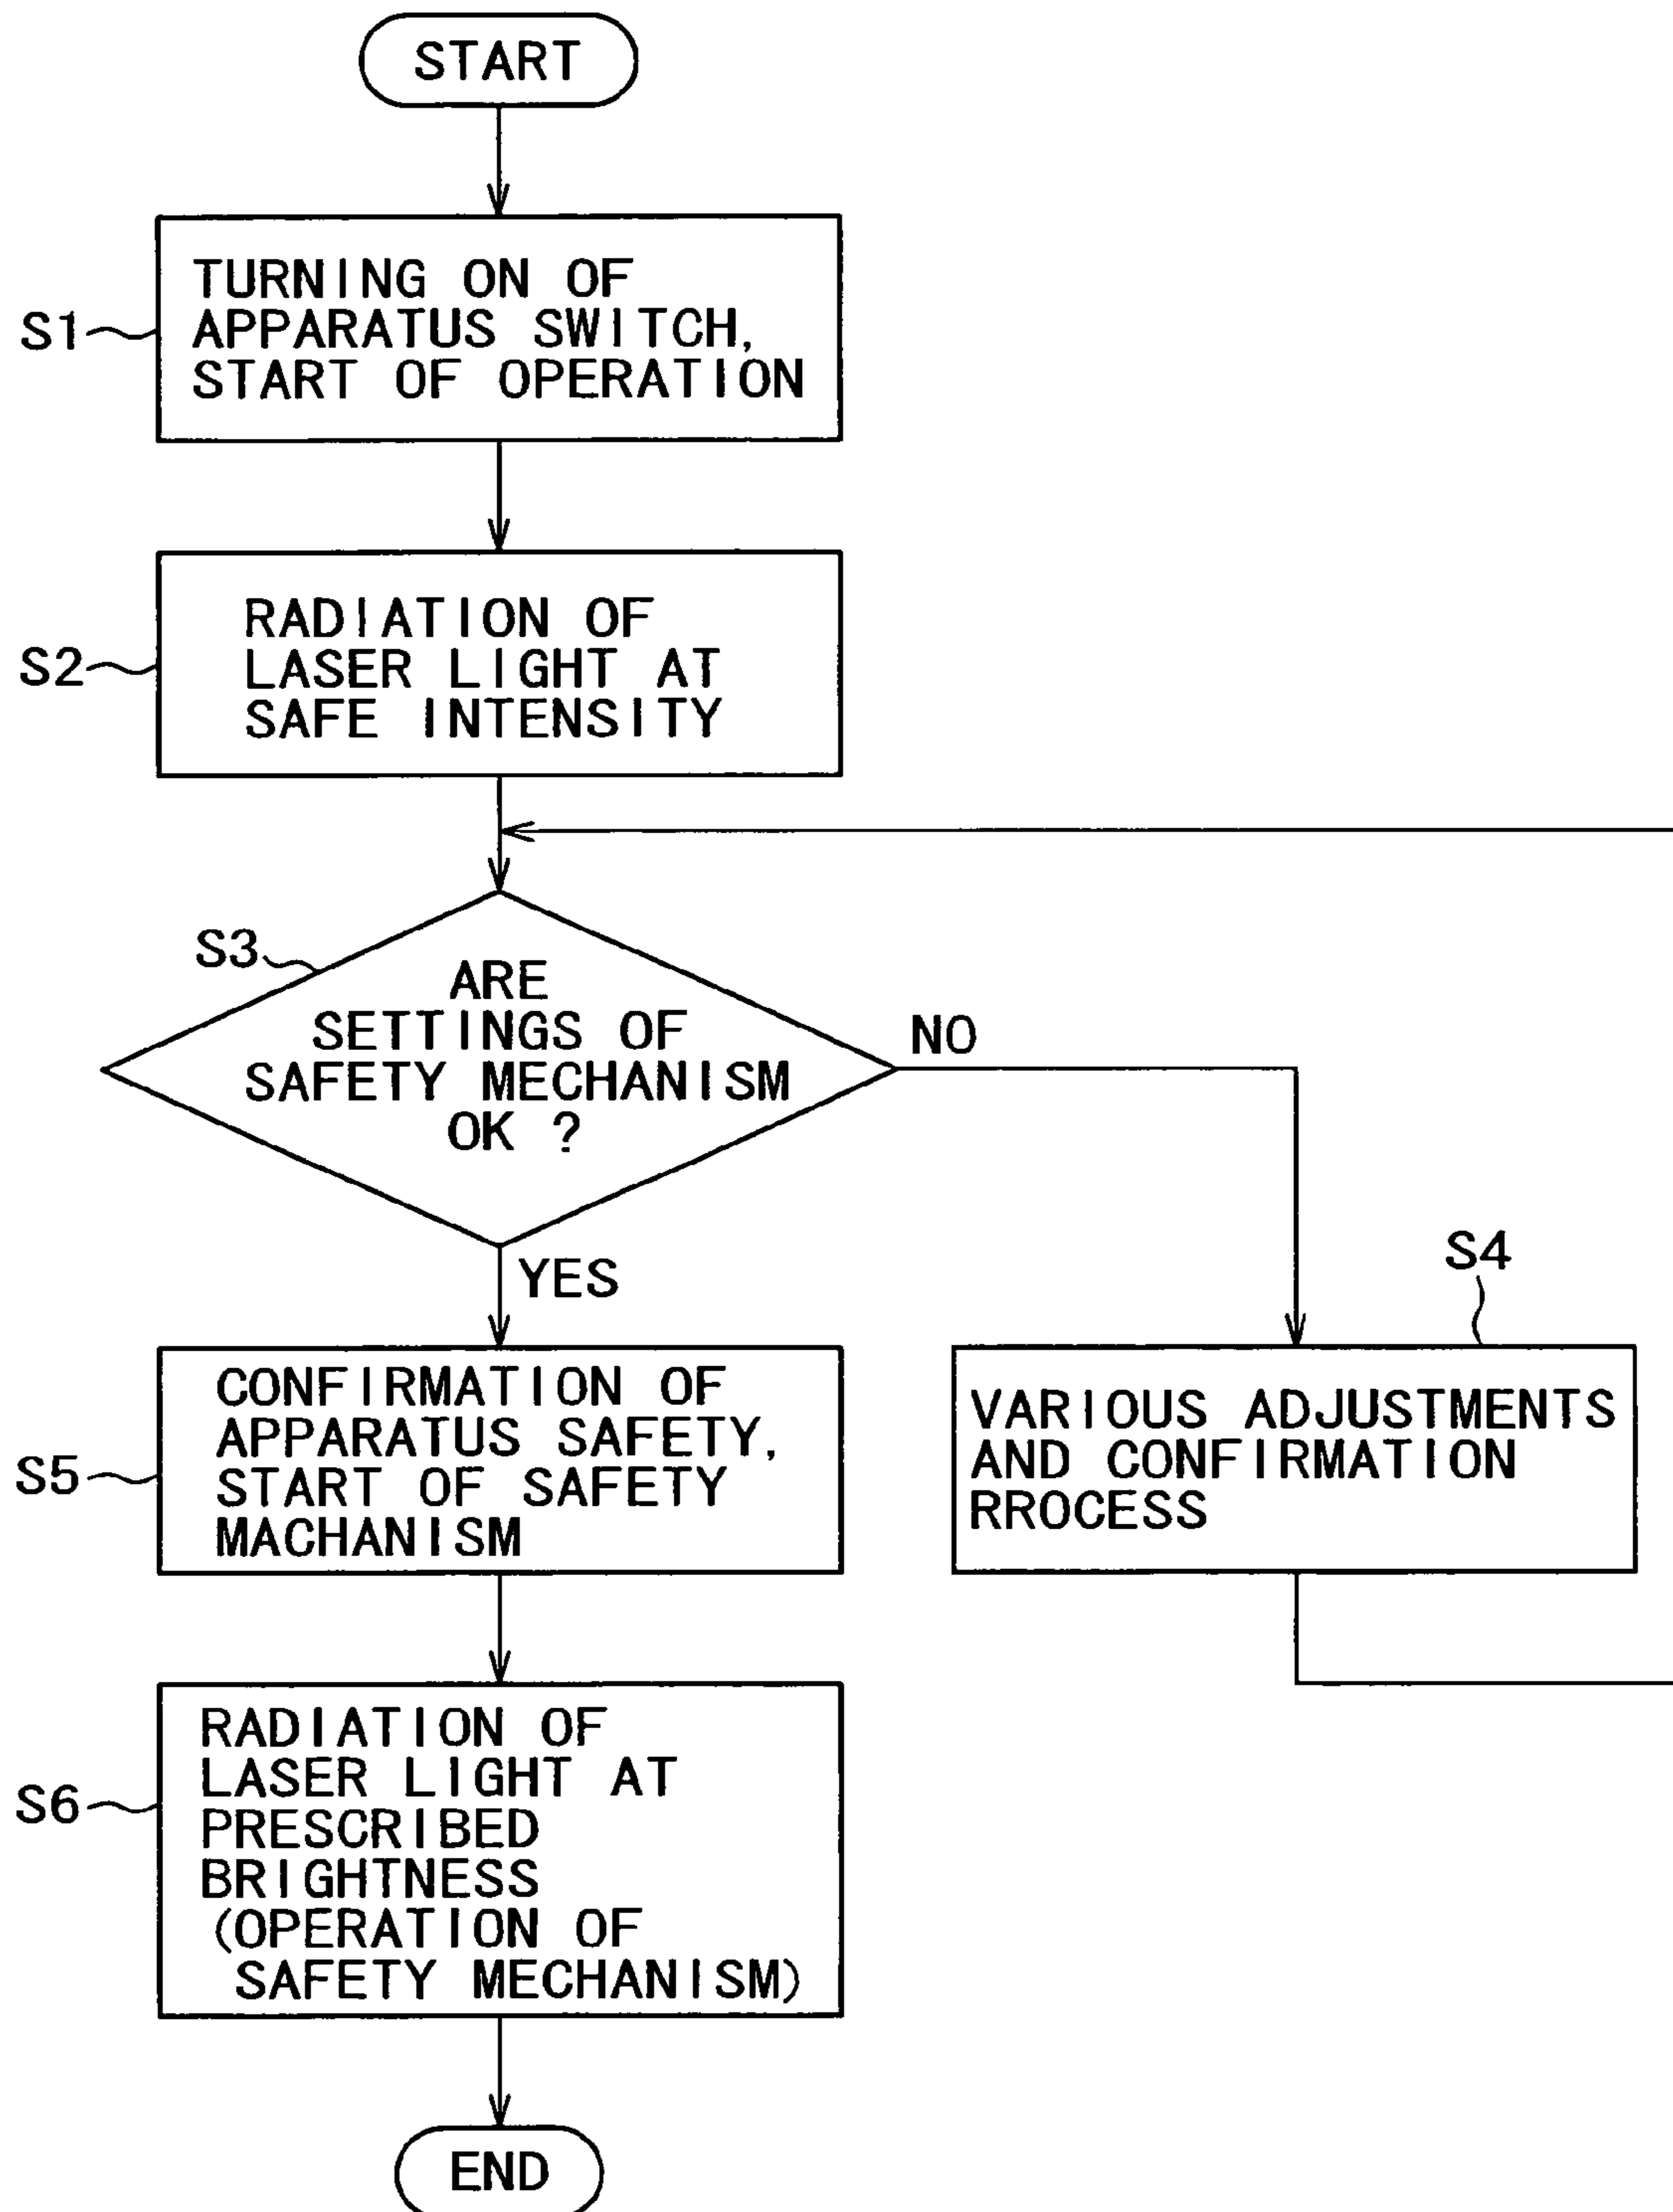 START
S1
TURNING ON OF
APPARATUS SWITCH,
START OF OPERATION
S2
RADIATION OF
LASER LIGHT AT
SAFE INTENSITY
S3
ARE
SETTINGS OF
SAFETY MECHANISM
OK ?
NO
YES
S4
VARIOUS ADJUSTMENTS
AND CONFIRMATION
RROCESS
S5
CONFIRMATION OF
APPARATUS SAFETY,
START OF SAFETY
MACHANISM
S6
RADIATION OF
LASER LIGHT AT
PRESCRIBED
BRIGHTNESS
(OPERATION OF
SAFETY MECHANISM)
END